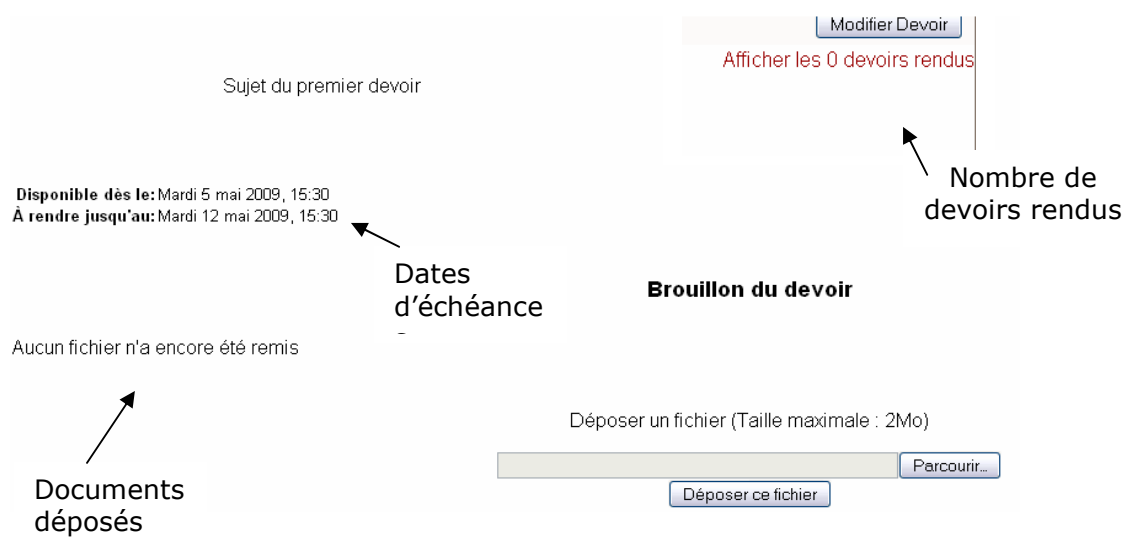 Modifier Devoir
Afficher les 0 devoirs rendus
Sujet du premier devoir
Nombre de
devoirs rendus
Disponible dès le: Mardi 5 mai 2009, 15:30
À rendre jusqu'au: Mardi 12 mai 2009, 15:30
Dates
d’échéance
Brouillon du devoir
Aucun fichier n'a encore été remis
Déposer un fichier (Taille maximale : 2Mo)
Parcourir...
Déposer ce fichier
Documents
déposés